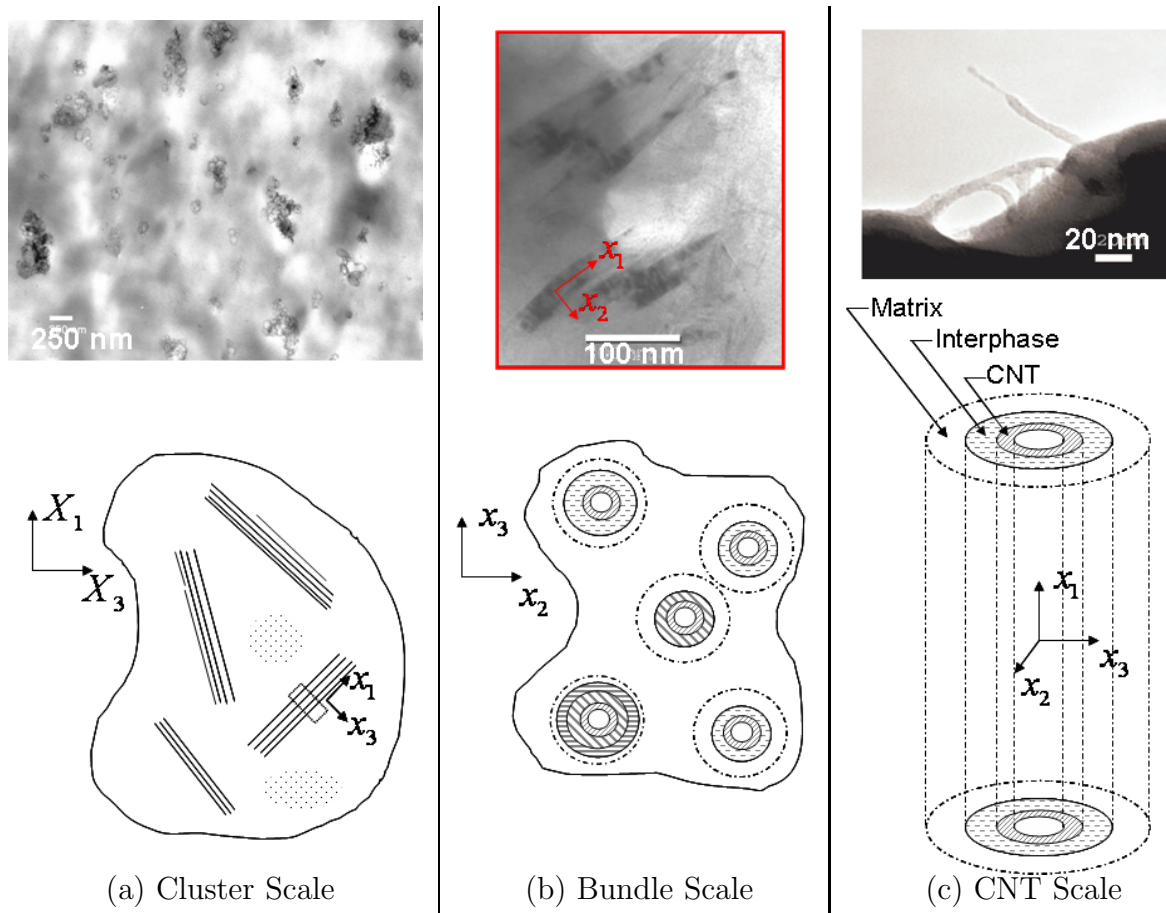 250 nm
X1
X3
x1
x3
(a) Cluster Scale
x1
x2
100 nm
x3
x2
(b) Bundle Scale
20 nm
Matrix
Interphase
CNT
x1
x3
x2
(c) CNT Scale